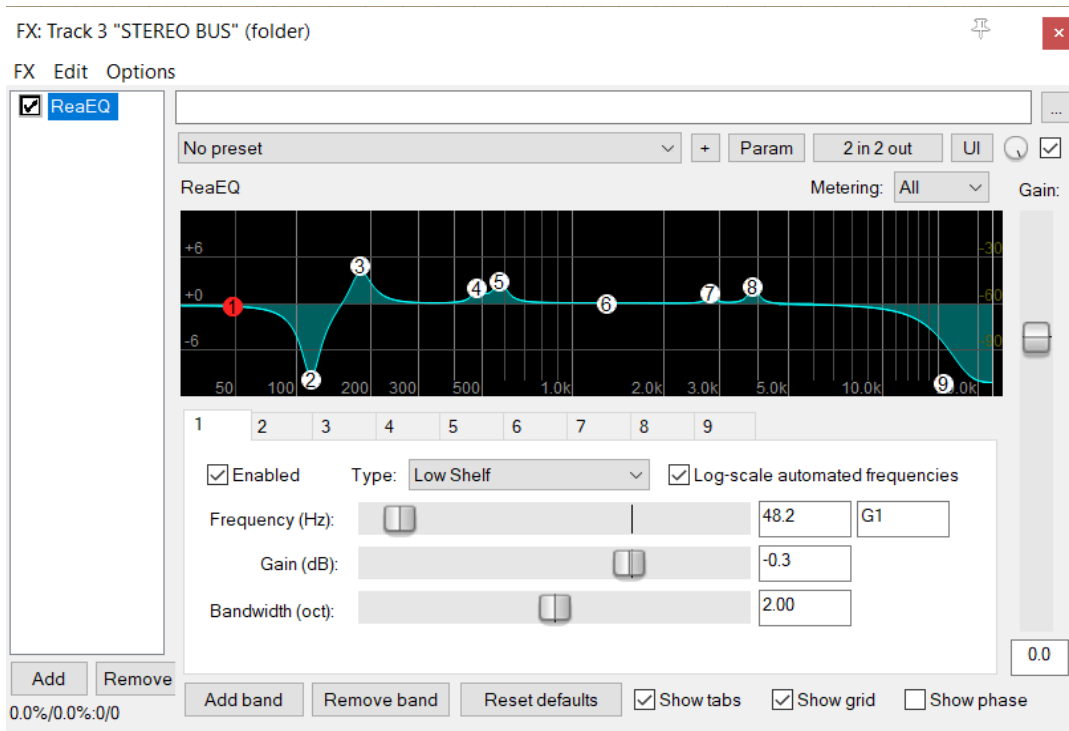 FX: Track 3 "STEREO BUS" (folder)
FX Edit Options
ReaEQ
...
No preset
+
Param
2 in 2 out
UI
ReaEQ
Metering: All
Gain:
+6
+0
-6
-30
-60
-90
1
2
3
4
5
6
7
8
9
50 100 200 300 500 1.0k 2.0k 3.0k 5.0k 10.0k .0k
1 2 3 4 5 6 7 8 9
Enabled Type: Low Shelf Log-scale automated frequencies
Frequency (Hz): 48.2 G1
Gain (dB): -0.3
Bandwidth (oct): 2.00
0.0
Add Remove
Add band Remove band Reset defaults Show tabs Show grid Show phase
0.0%/0.0%:0/0